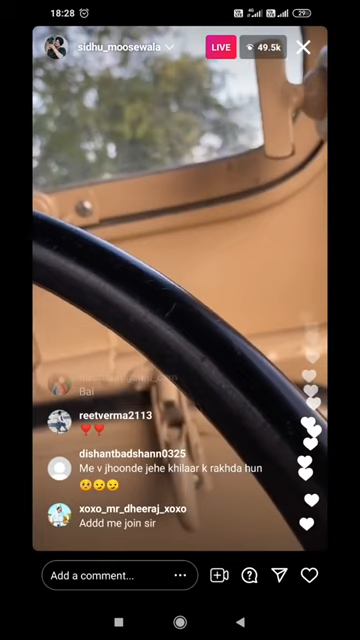 18:28
29
sidhu_moosewala
LIVE
49.5k
Bai
reetverma2113
❣️❣️
dishantbadshann0325
Me v jhoonde jehe khilaar k rakhda hun
🥺😏😏
xoxo_mr_dheeraj_xoxo
Addd me join sir
Add a comment...